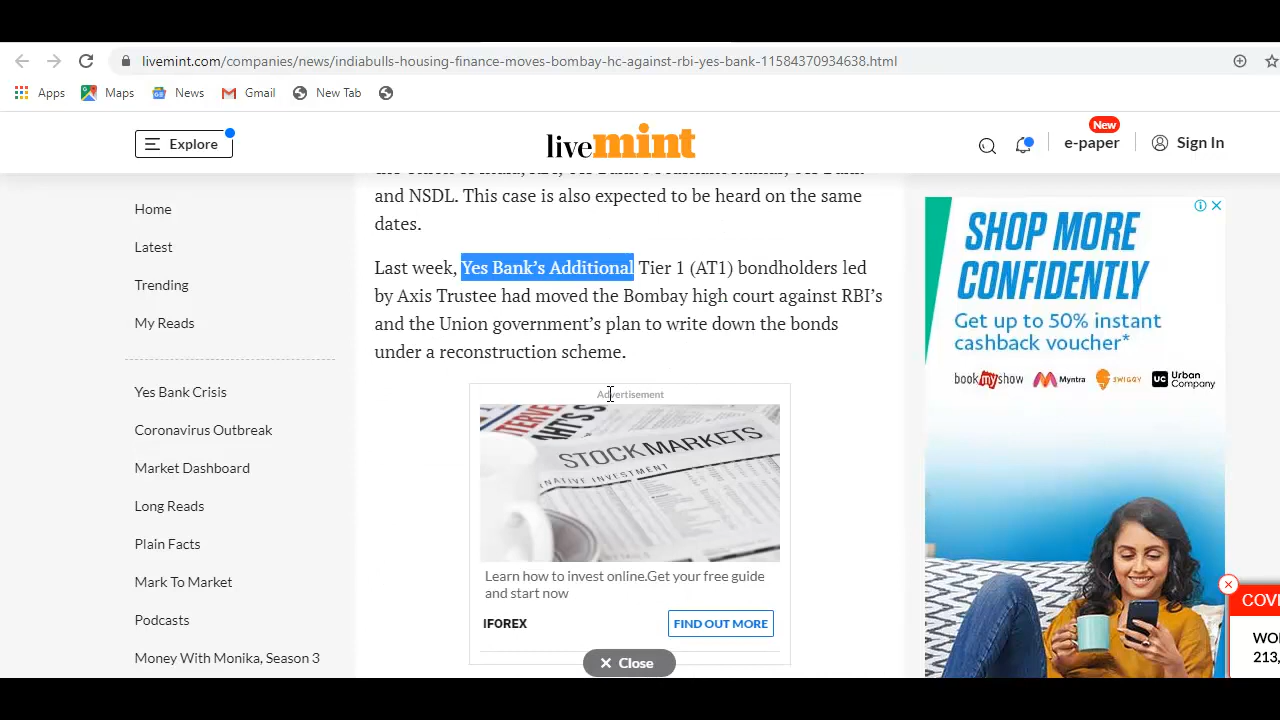 livemint.com/companies/news/indiabulls-housing-finance-moves-bombay-hc-against-rbi-yes-bank-11584370934638.html
Apps Maps News Gmail New Tab
Explore
livemint
New
e-paper
Sign In
and NSDL. This case is also expected to be heard on the same
dates.
Last week, Yes Bank’s Additional Tier 1 (AT1) bondholders led
by Axis Trustee had moved the Bombay high court against RBI’s
and the Union government’s plan to write down the bonds
under a reconstruction scheme.
Home
Latest
Trending
My Reads
Yes Bank Crisis
Coronavirus Outbreak
Market Dashboard
Long Reads
Plain Facts
Mark To Market
Podcasts
Money With Monika, Season 3
Advertisement
STOCK MARKETS
INVESTMENT
Learn how to invest online.Get your free guide
and start now
IFOREX
FIND OUT MORE
Close
SHOP MORE
CONFIDENTLY
Get up to 50% instant
cashback voucher*
bookmyshow Myntra SWIGGY UC Urban
Company
213,